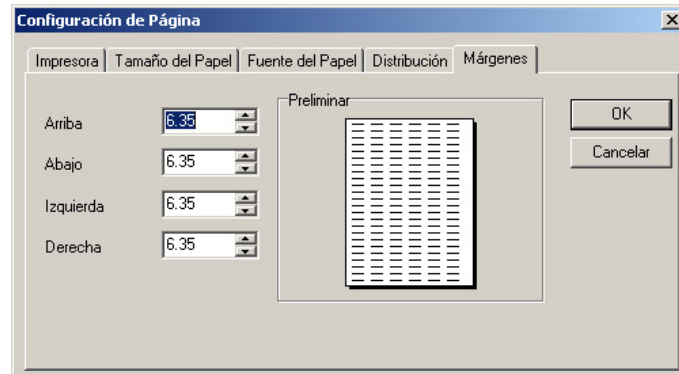 Configuración de Página
Impresora Tamaño del Papel Fuente del Papel Distribución Márgenes
Arriba 6.35
Abajo 6.35
Izquierda 6.35
Derecha 6.35
Preliminar
OK
Cancelar